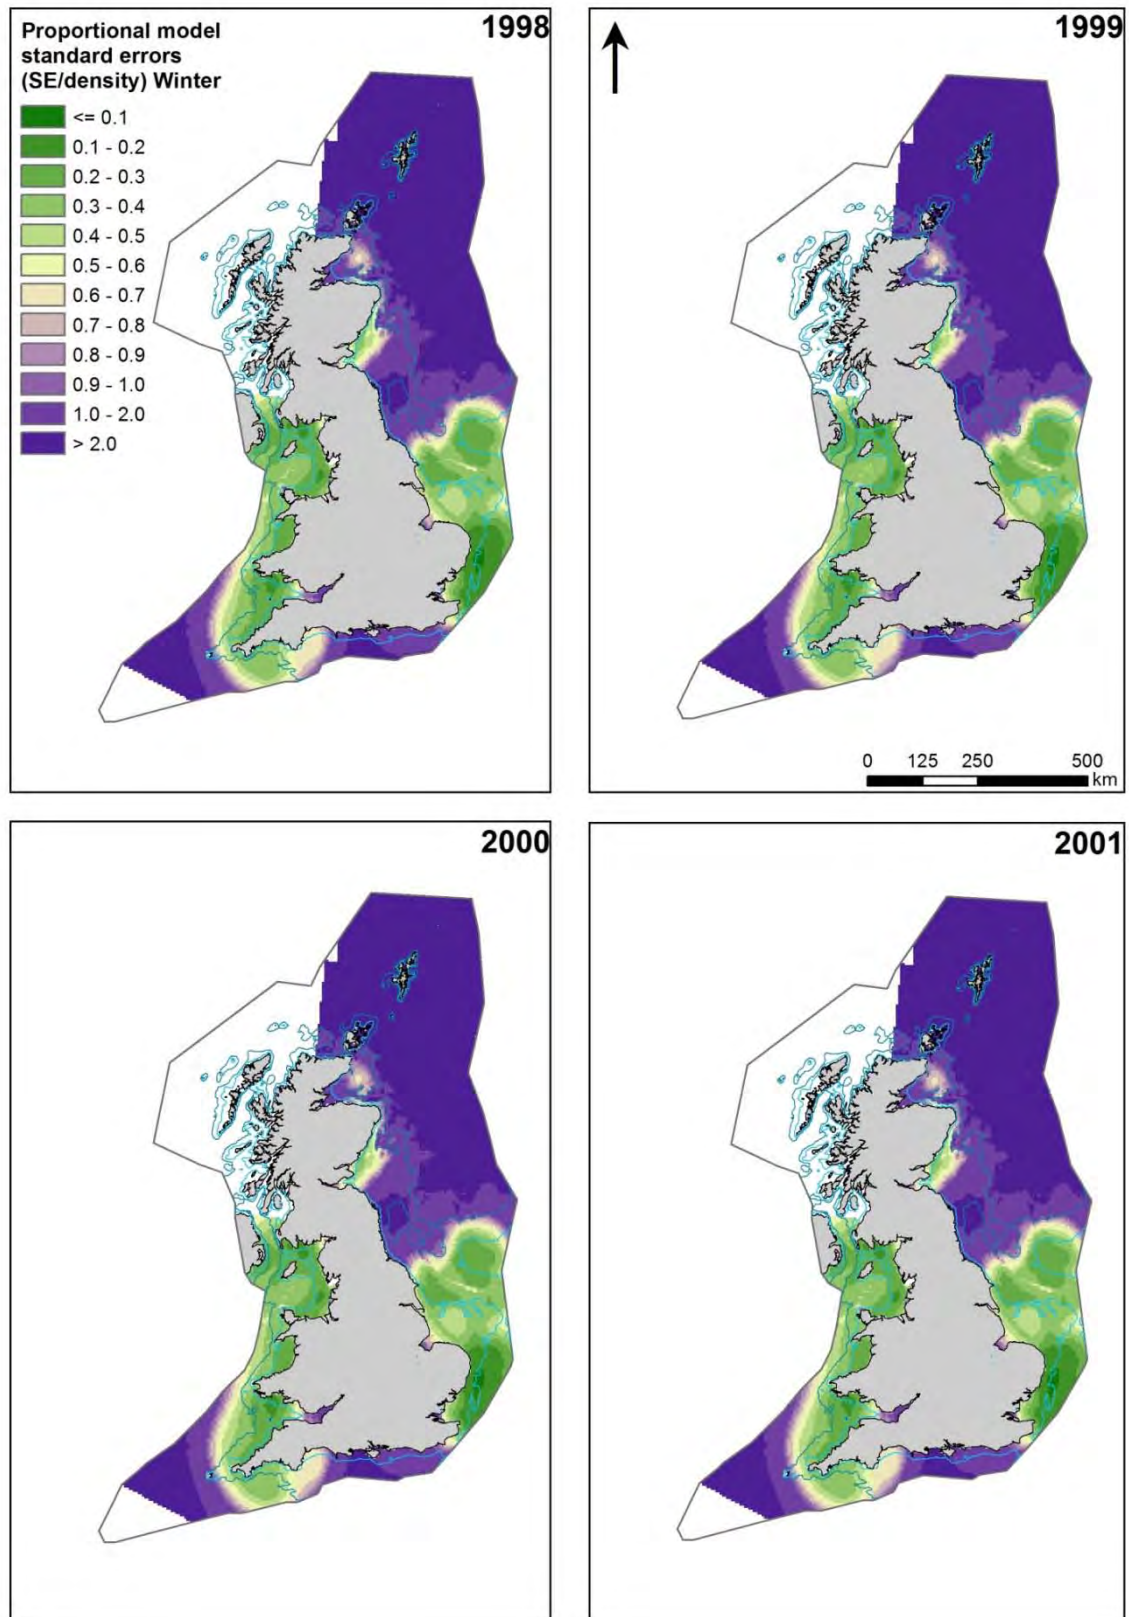 Proportional model
standard errors
(SE/density) Winter
<= 0.1
0.1 - 0.2
0.2 - 0.3
0.3 - 0.4
0.4 - 0.5
0.5 - 0.6
0.6 - 0.7
0.7 - 0.8
0.8 - 0.9
0.9 - 1.0
1.0 - 2.0
> 2.0
1998
1999
0 125 250 500
km
2000
2001